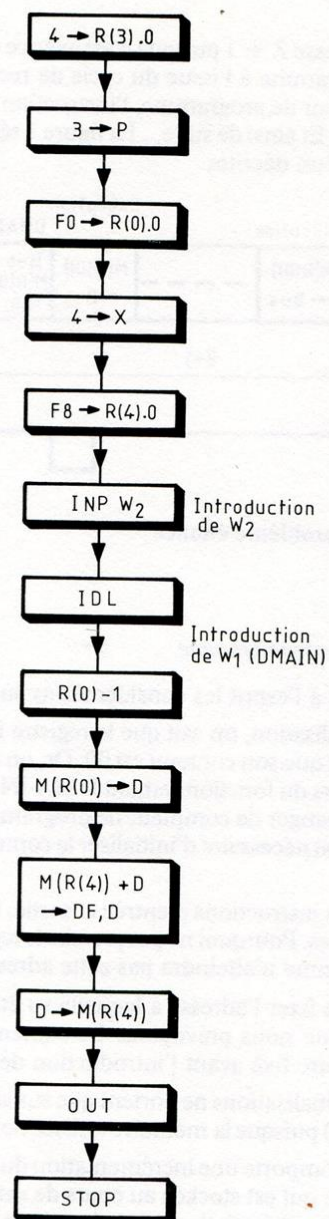 4 → R(3).0
3 → P
F0 → R(0).0
4 → X
F8 → R(4).0
INP W2
Introduction
de W2
IDL
Introduction
de W1 (DMAIN)
R(0)-1
M(R(0)) → D
M(R(4)) +D
→ DF, D
D → M(R(4))
OUT
STOP